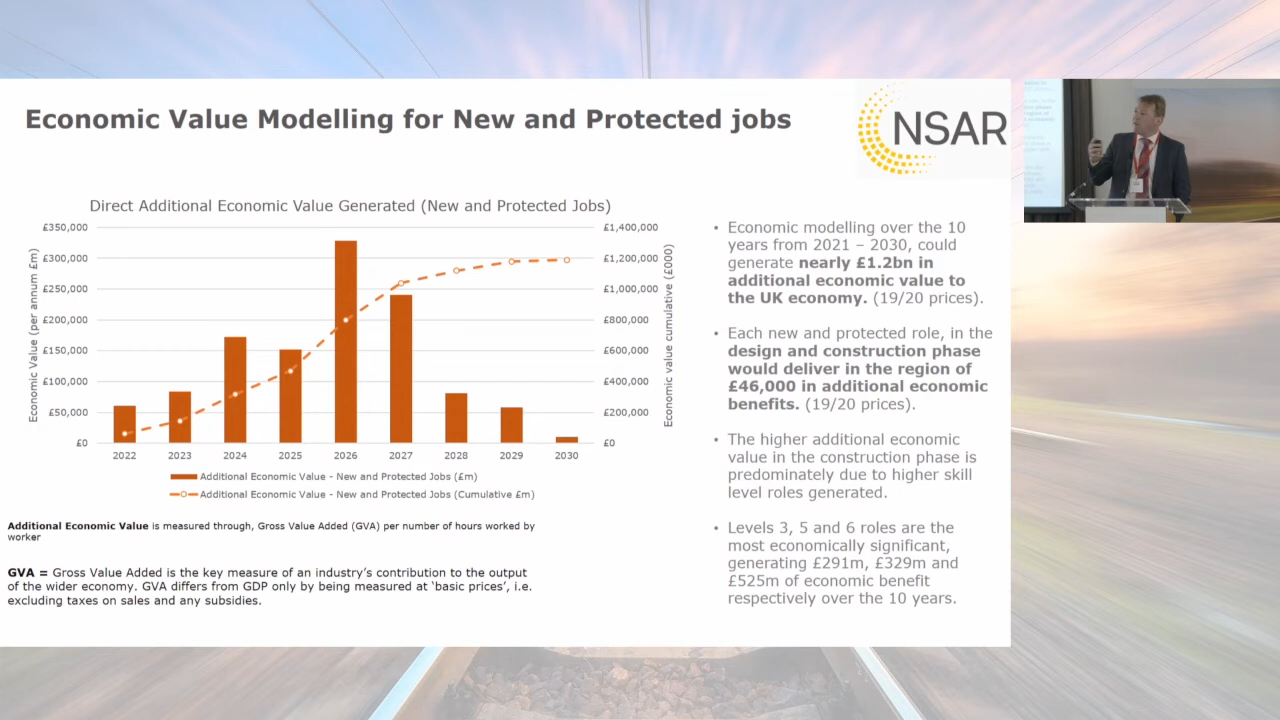 Economic Value Modelling for New and Protected jobs
NSAR
Direct Additional Economic Value Generated (New and Protected Jobs)
Economic Value (per annum £m)
£350,000
£300,000
£250,000
£200,000
£150,000
£100,000
£50,000
£0
£1,400,000
£1,200,000
£1,000,000
£800,000
£600,000
£400,000
£200,000
£0
Economic value cumulative (£000)
2022 2023 2024 2025 2026 2027 2028 2029 2030
Additional Economic Value - New and Protected Jobs (£m)
Additional Economic Value - New and Protected Jobs (Cumulative £m)
Additional Economic Value is measured through, Gross Value Added (GVA) per number of hours worked by
worker
GVA = Gross Value Added is the key measure of an industry’s contribution to the output
of the wider economy. GVA differs from GDP only by being measured at ‘basic prices’, i.e.
excluding taxes on sales and any subsidies.
• Economic modelling over the 10
years from 2021 – 2030, could
generate nearly £1.2bn in
additional economic value to
the UK economy. (19/20 prices).
• Each new and protected role, in the
design and construction phase
would deliver in the region of
£46,000 in additional economic
benefits. (19/20 prices).
• The higher additional economic
value in the construction phase is
predominately due to higher skill
level roles generated.
• Levels 3, 5 and 6 roles are the
most economically significant,
generating £291m, £329m and
£525m of economic benefit
respectively over the 10 years.